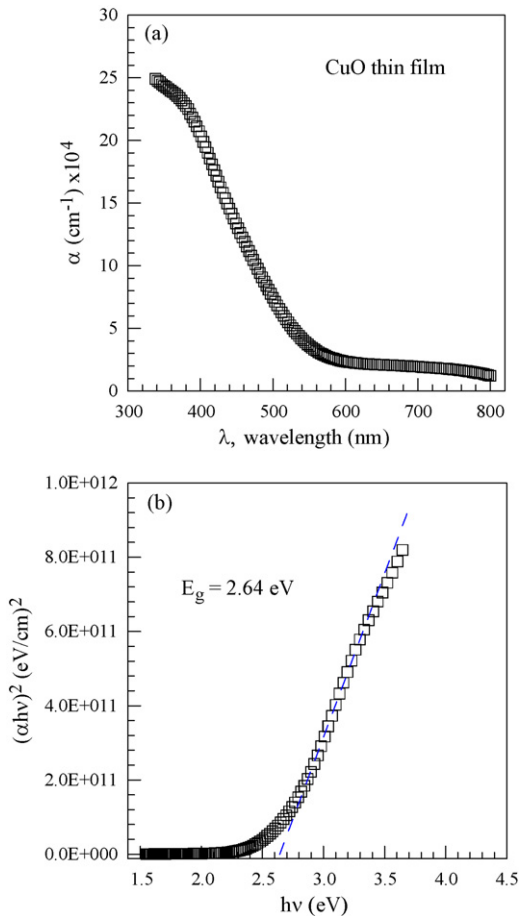 30
(a)
CuO thin film
25
20
15
10
5
0
α (cm⁻¹) x10⁴
300 400 500 600 700 800
λ, wavelength (nm)
1.0E+012
(b)
8.0E+011
E_g = 2.64 eV
6.0E+011
4.0E+011
2.0E+011
0.0E+000
(αhν)² (eV/cm)²
1.5 2.0 2.5 3.0 3.5 4.0 4.5
hν (eV)